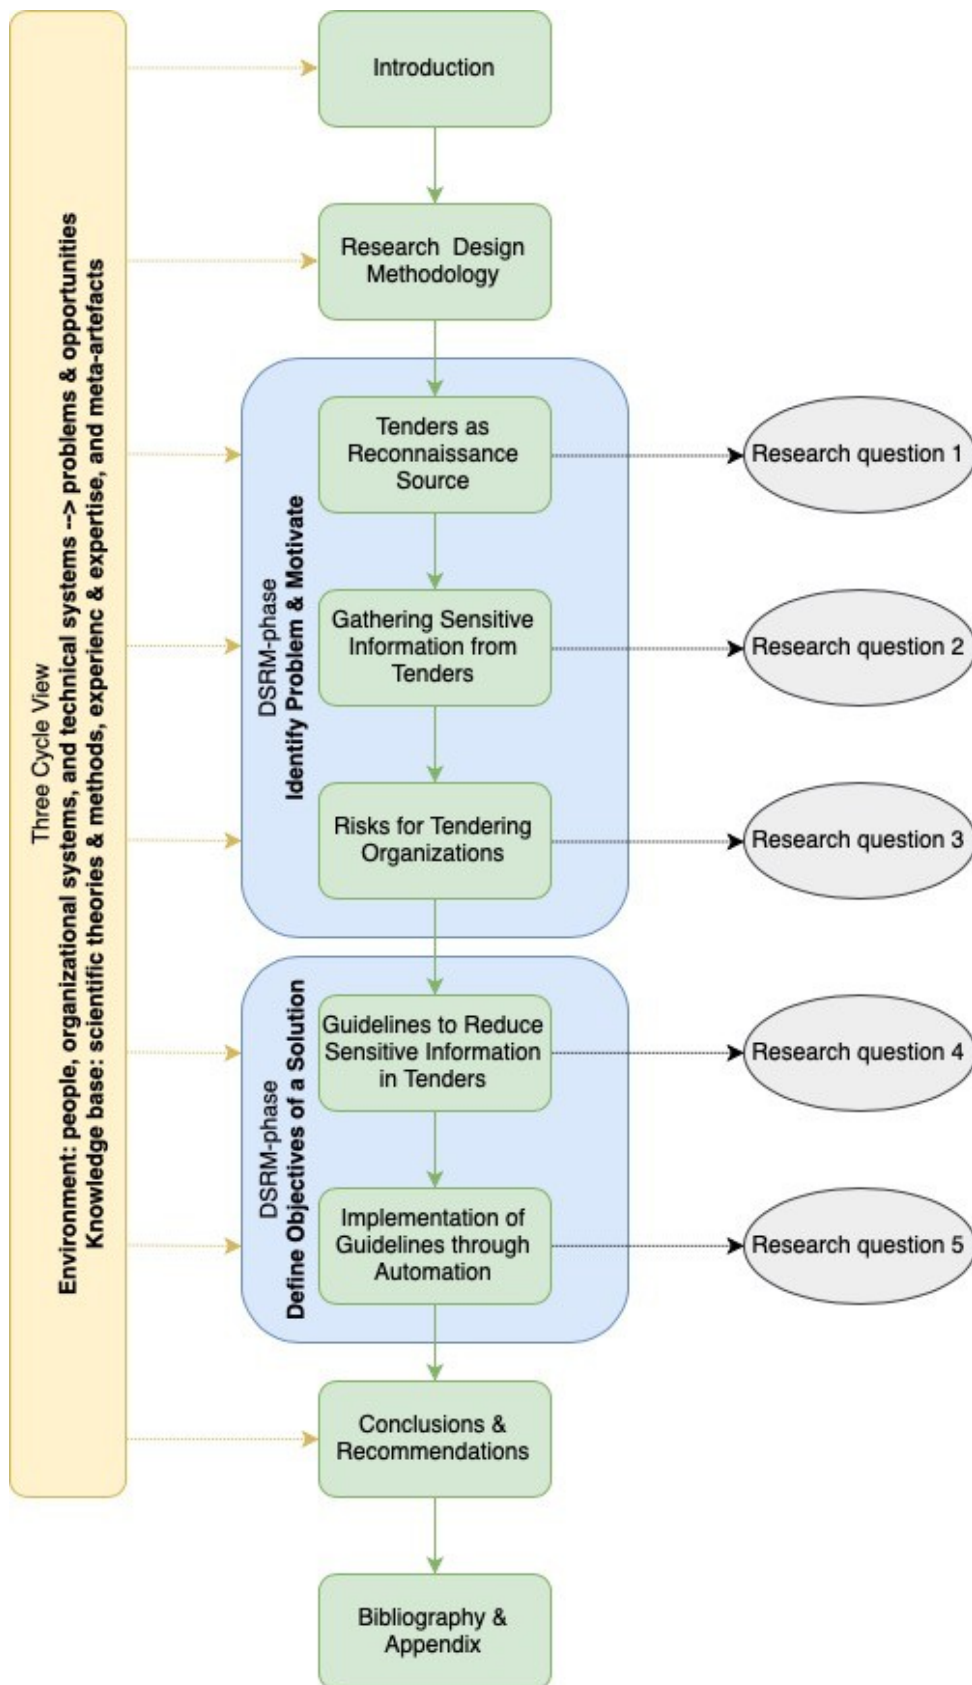 Three Cycle View
Environment: people, organizational systems, and technical systems --> problems & opportunities
Knowledge base: scientific theories & methods, experienc & expertise, and meta-artefacts
Introduction
Research Design
Methodology
DSRM-phase
Identify Problem & Motivate
Tenders as
Reconnaissance
Source
Research question 1
Gathering Sensitive
Information from
Tenders
Research question 2
Risks for Tendering
Organizations
Research question 3
DSRM-phase
Define Objectives of a Solution
Guidelines to Reduce
Sensitive Information
in Tenders
Research question 4
Implementation of
Guidelines through
Automation
Research question 5
Conclusions &
Recommendations
Bibliography &
Appendix